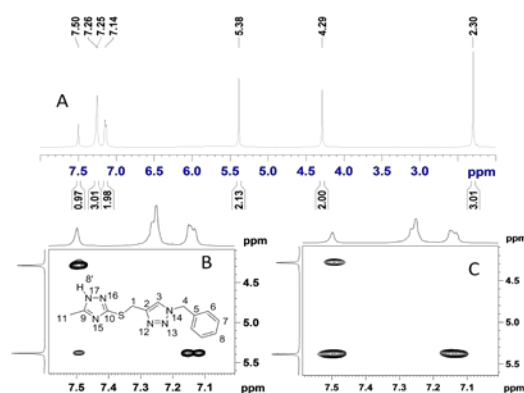 7.50 7.26 7.25 7.14 5.38 4.29 2.30
A
7.5 7.0 6.5 6.0 5.5 5.0 4.5 4.0 3.5 3.0 ppm
0.97 3.01 1.98 2.13 2.00 3.01
ppm ppm
B C
4.5 4.5
5.0 5.0
5.5 5.5
H 8' 17 N 16 N 11 9 N 15 10 S 1 2 3 4 N 14 N 13 N 12 5 6 7 8
7.5 7.4 7.3 7.2 7.1 ppm 7.5 7.4 7.3 7.2 7.1 ppm